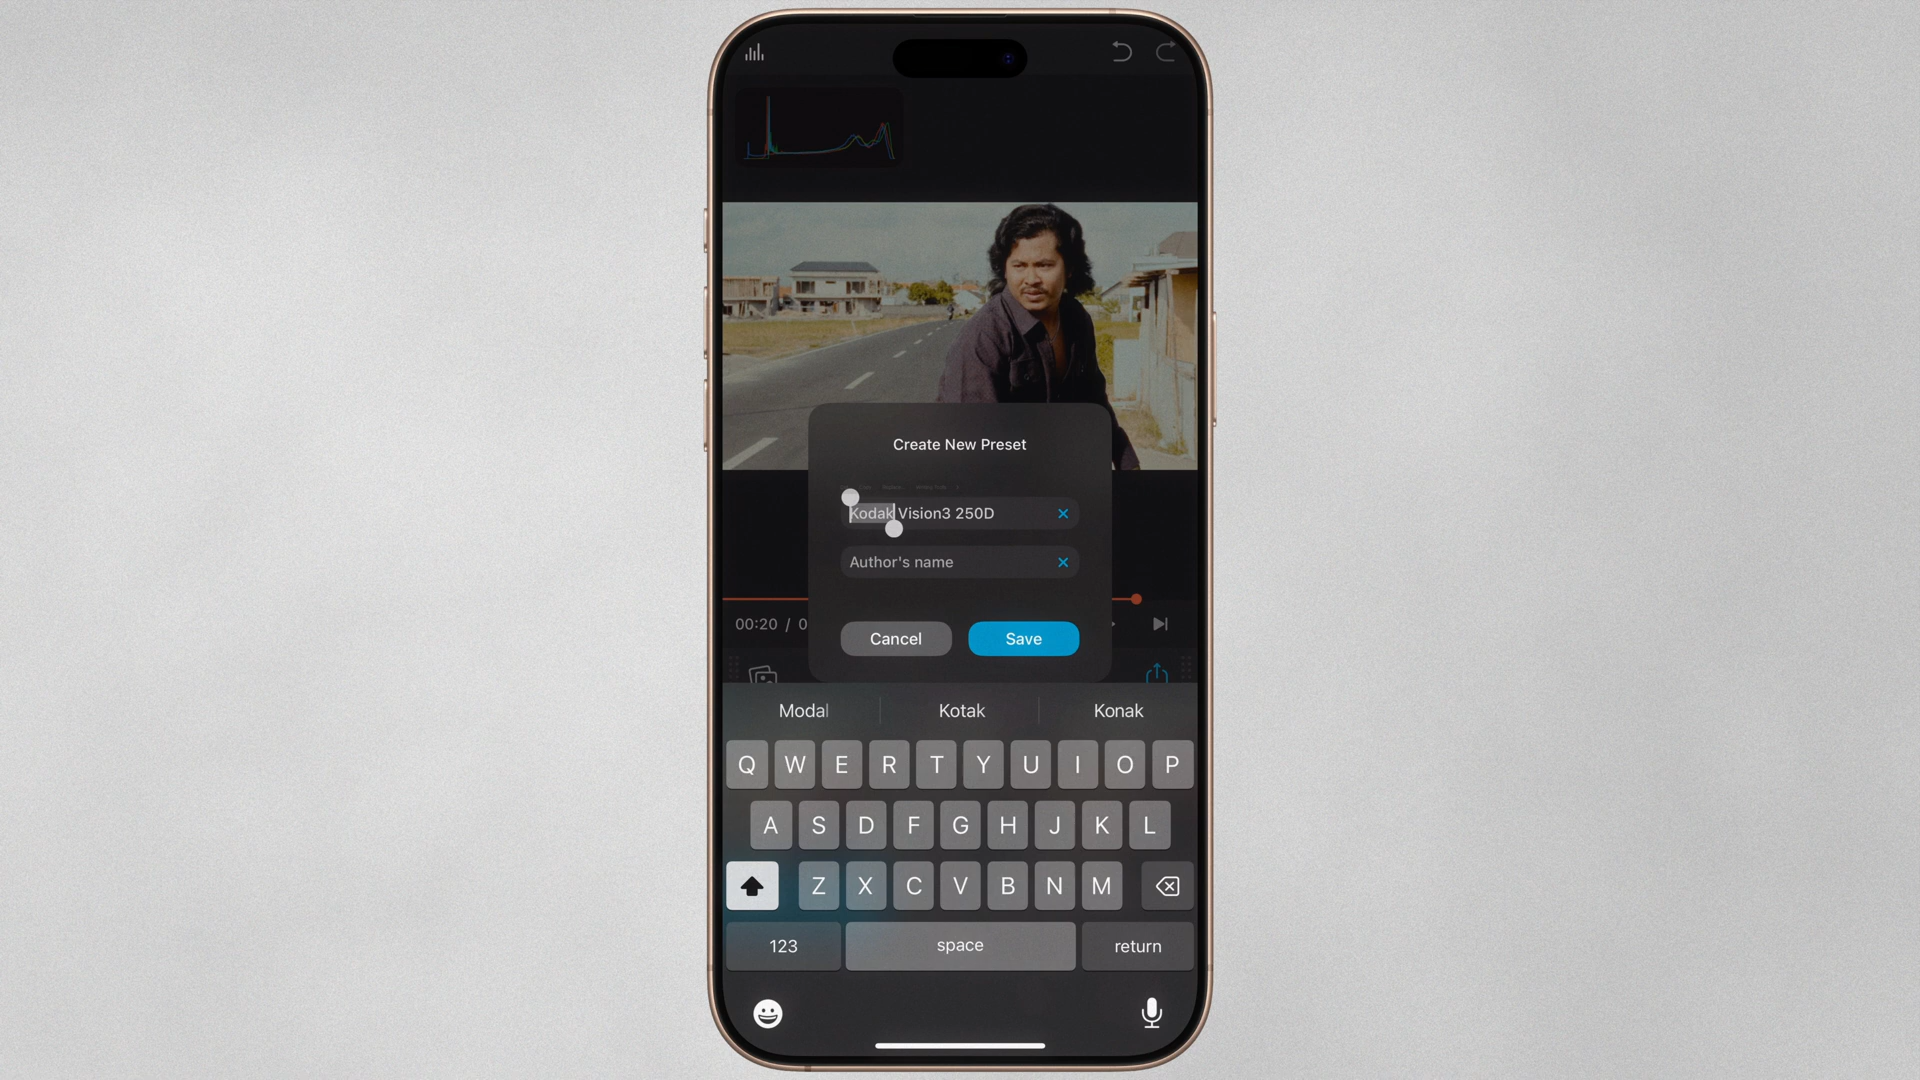 Create New Preset
Kodak Vision3 250D
Author's name
00:20 / 0
Cancel
Save
Modal
Kotak
Konak
Q W E R T Y U I O P
A S D F G H J K L
Z X C V B N M
123
space
return